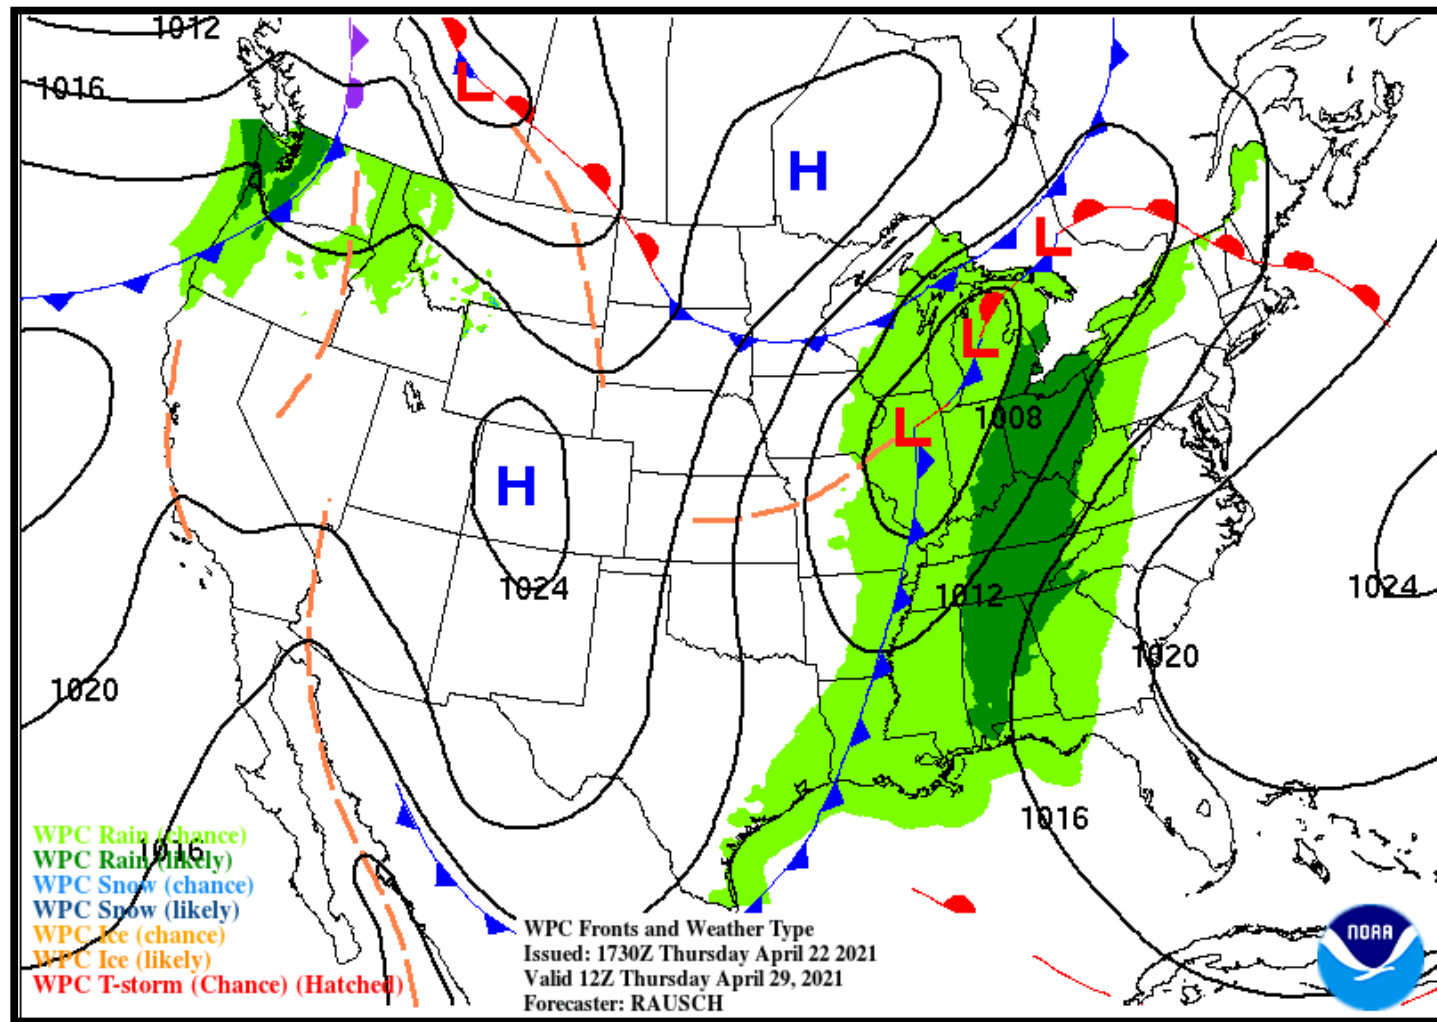 1012
1016
L
H
L
L
1008
L
H
1024
1024
1012
1020
1020
1016
1016
WPC Rain (chance)
WPC Rain (likely)
WPC Snow (chance)
WPC Snow (likely)
WPC Ice (chance)
WPC Ice (likely)
WPC T-storm (Chance) (Hatched)
WPC Fronts and Weather Type
Issued: 1730Z Thursday April 22 2021
Valid 12Z Thursday April 29, 2021
Forecaster: RAUSCH
NOAA